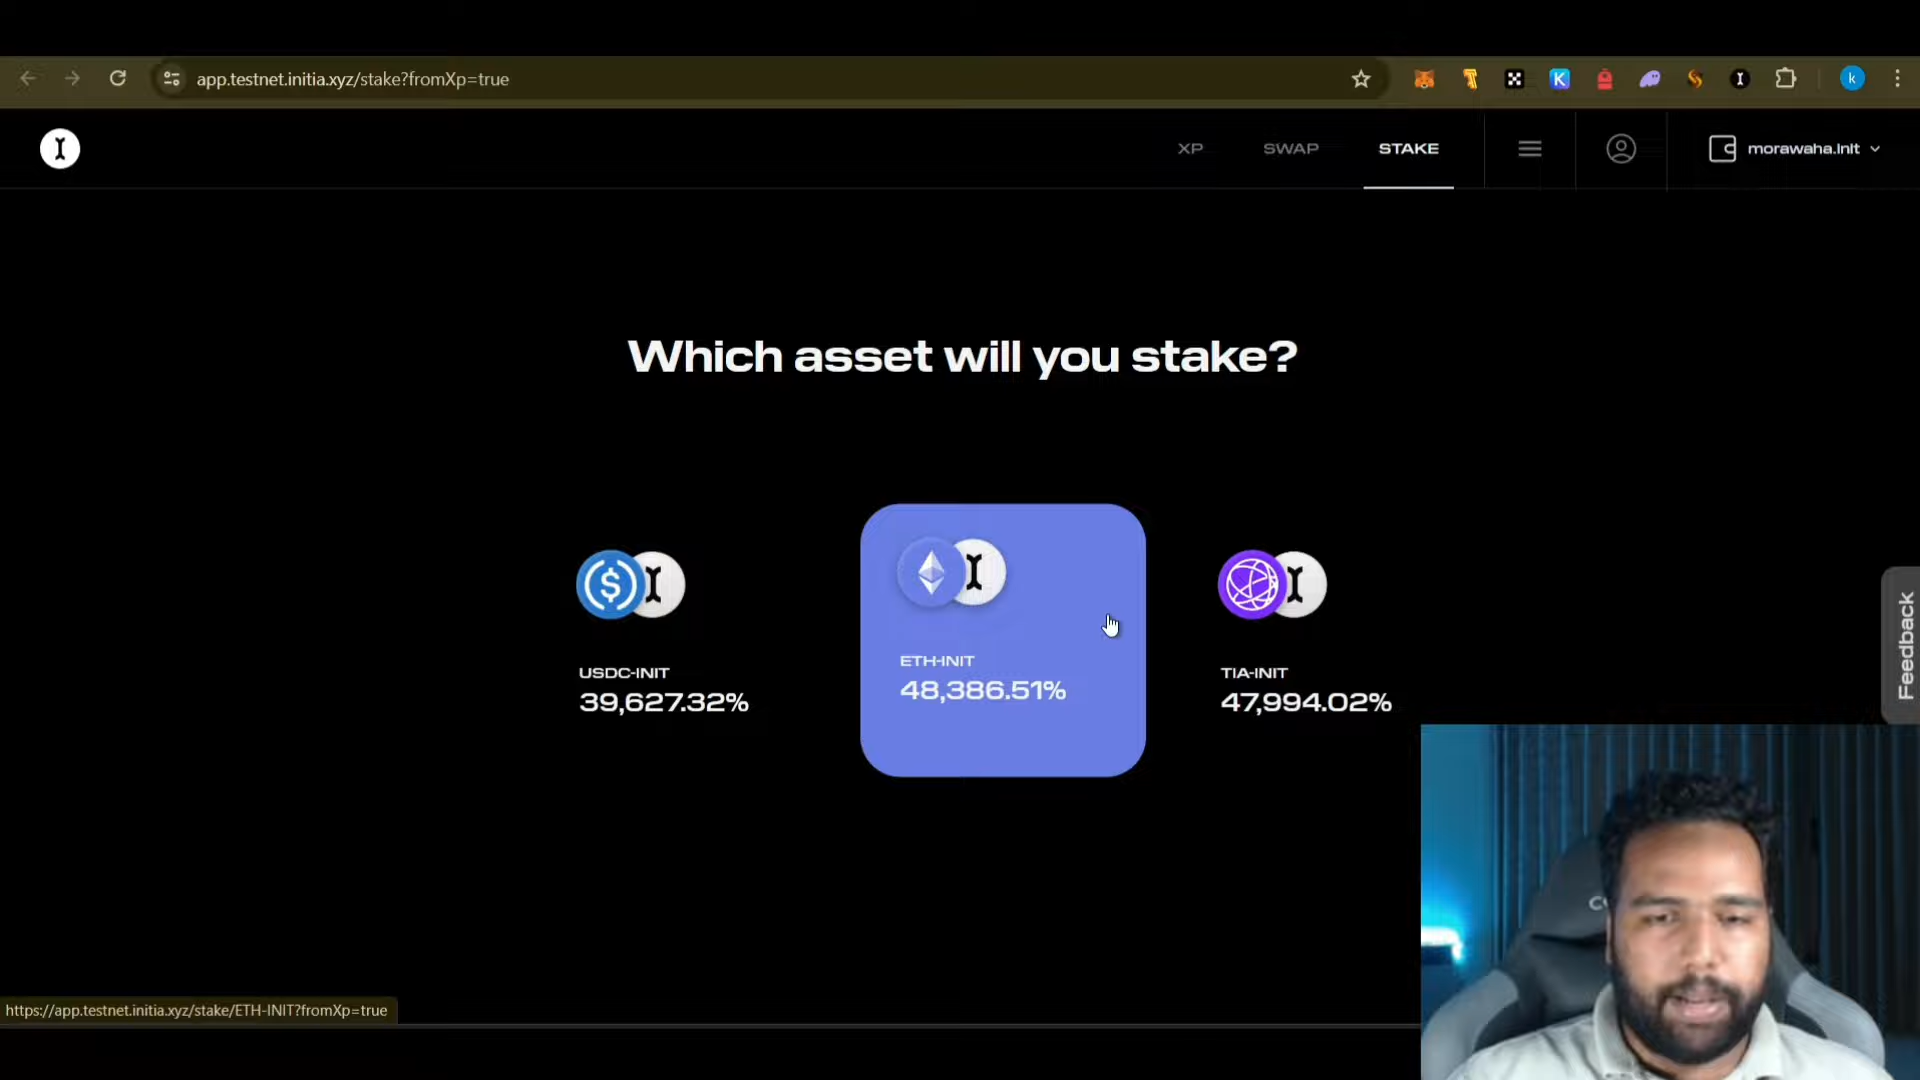 app.testnet.initia.xyz/stake?fromXp=true
XP
SWAP
STAKE
morawaha.init
Which asset will you stake?
USDC-INIT
39,627.32%
ETH-INIT
48,386.51%
TIA-INIT
47,994.02%
Feedback
https://app.testnet.initia.xyz/stake/ETH-INIT?fromXp=true